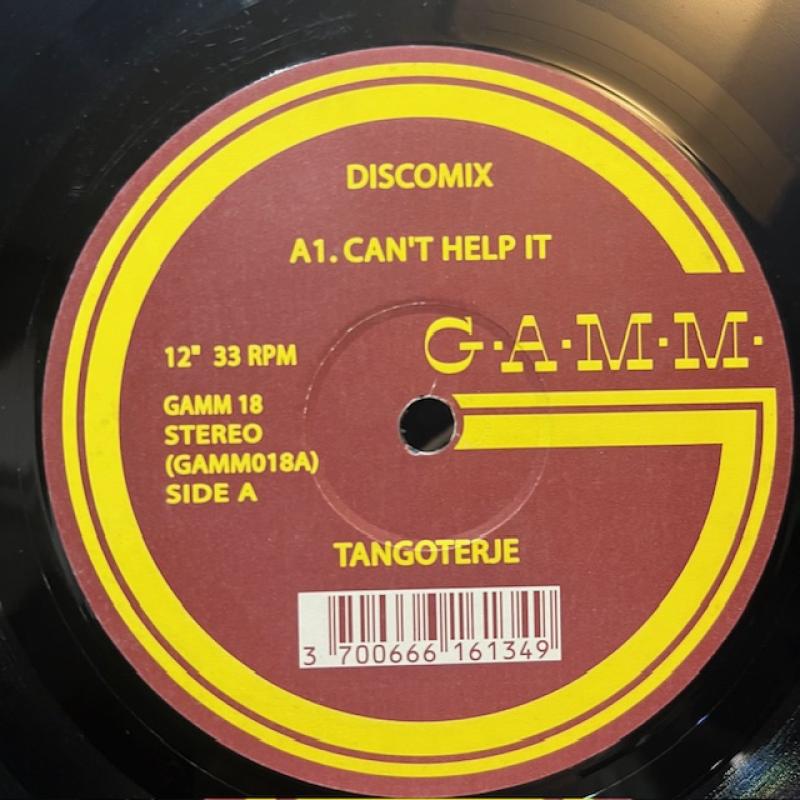 DISCOMIX
A1. CAN'T HELP IT
G·A·M·M·
12" 33 RPM
GAMM 18
STEREO
(GAMM018A)
SIDE A
TANGOTERJE
3 700666 161349